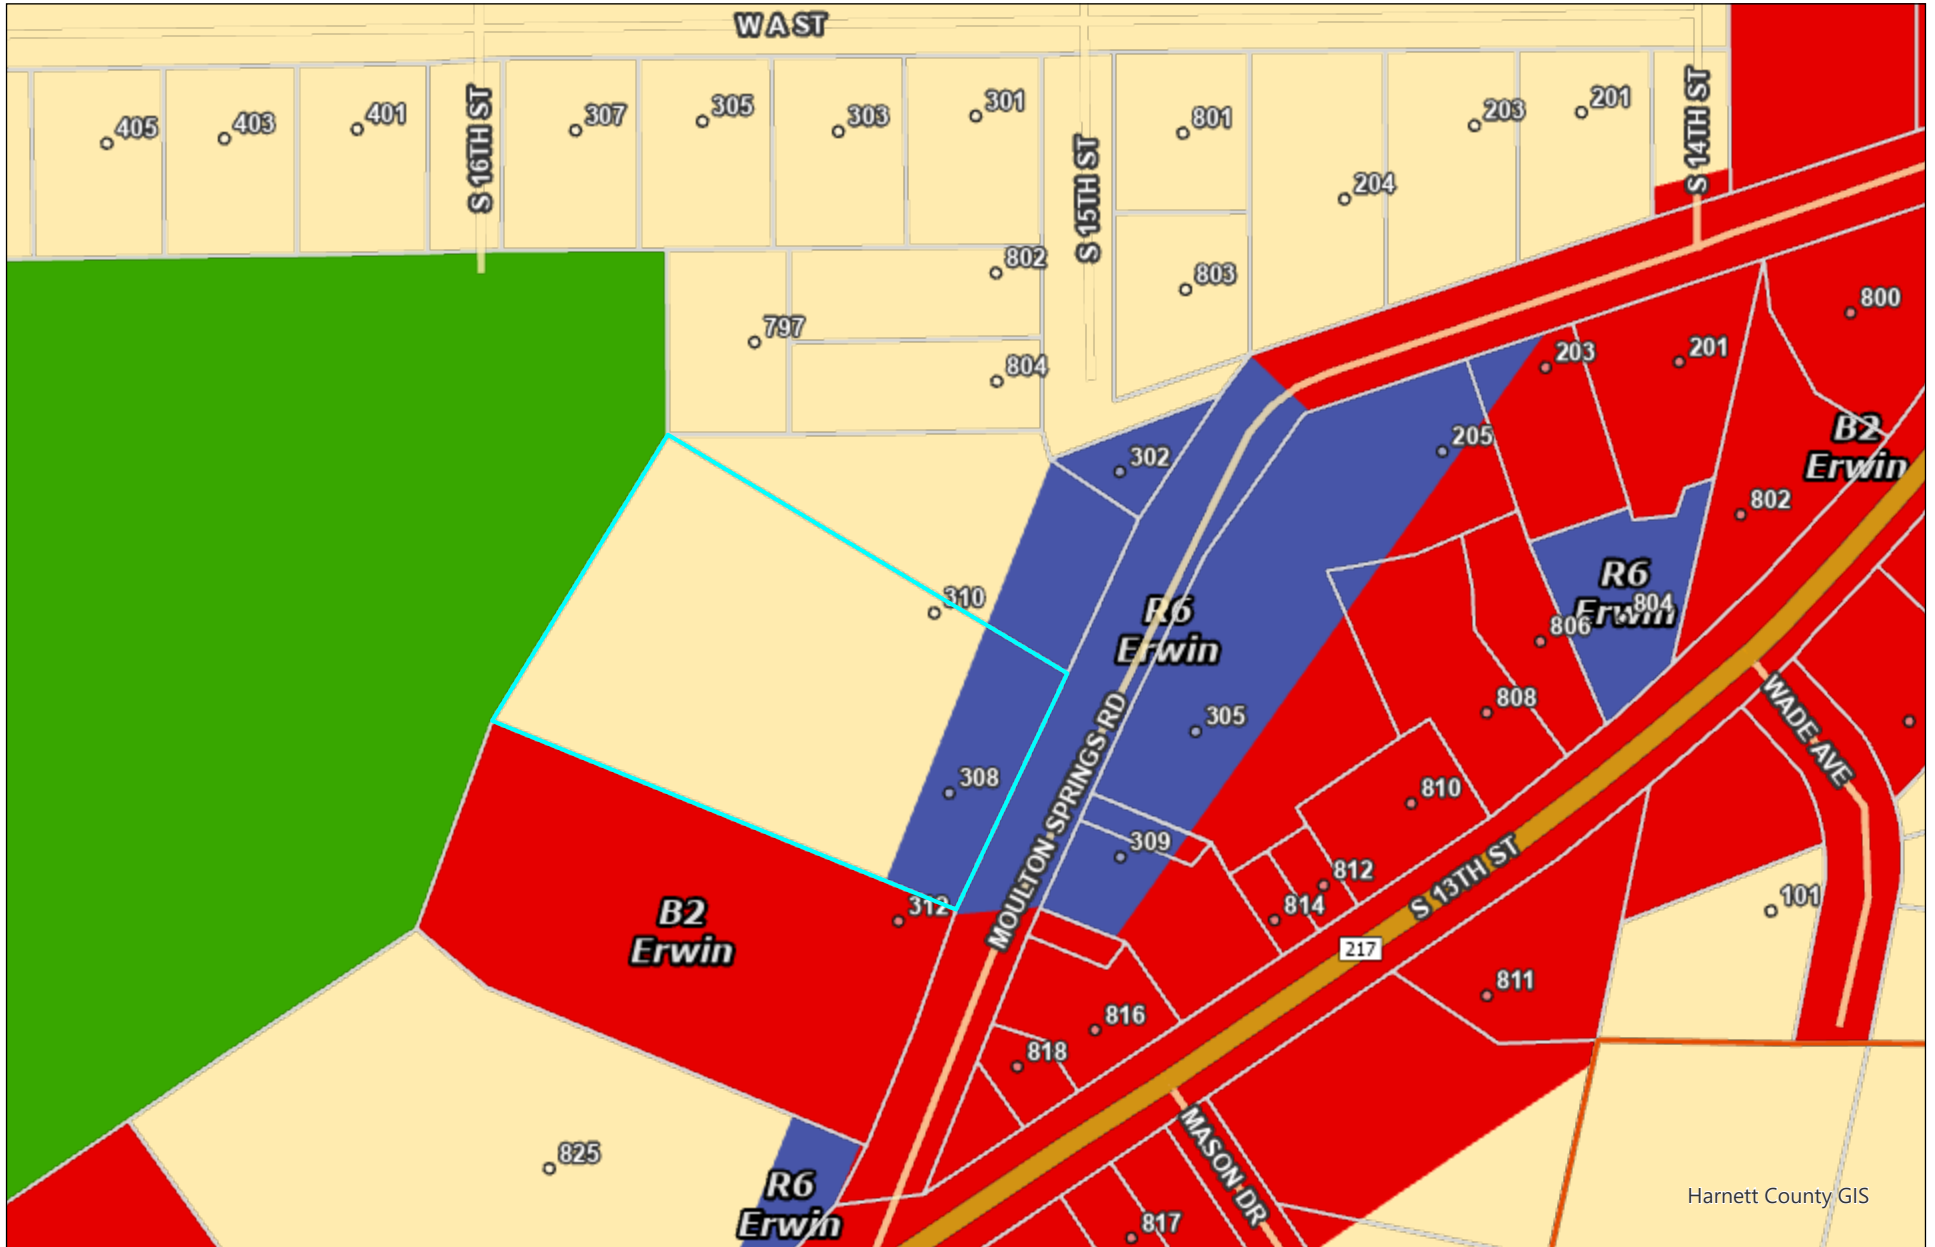 W A ST
405
403
401
S 16TH ST
307
305
303
301
S 15TH ST
801
204
203
201
S 14TH ST
802
797
804
803
800
203
201
205
B2
Erwin
302
802
R6
Erwin
804
310
R6
Erwin
806
808
WADE AVE
308
MOULTON SPRINGS RD
305
810
309
812
814
S 13TH ST
217
101
B2
Erwin
312
811
816
818
825
MASON DR
R6
Erwin
817
Harnett County GIS